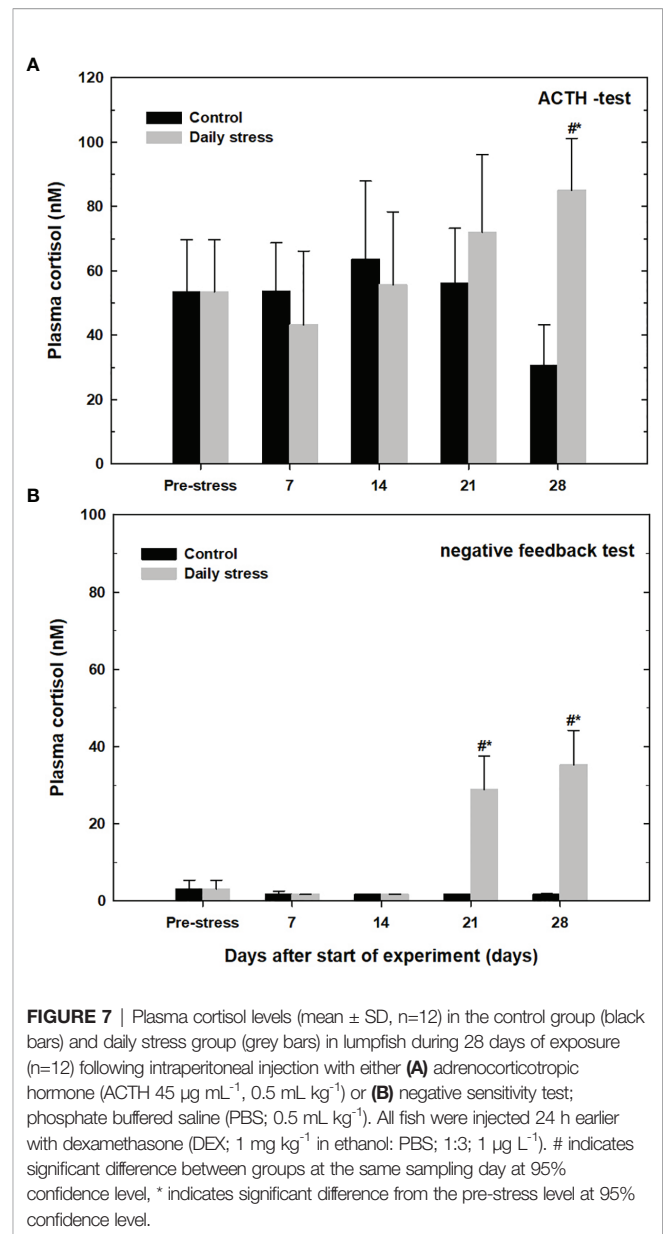 A
120
100
80
60
40
20
0
Plasma cortisol (nM)
Control
Daily stress
ACTH -test
#*
Pre-stress 7 14 21 28
B
100
80
60
40
20
0
Plasma cortisol (nM)
Control
Daily stress
negative feedback test
#*
#*
Pre-stress 7 14 21 28
Days after start of experiment (days)
FIGURE 7 | Plasma cortisol levels (mean ± SD, n=12) in the control group (black
bars) and daily stress group (grey bars) in lumpfish during 28 days of exposure
(n=12) following intraperitoneal injection with either (A) adrenocorticotropic
hormone (ACTH 45 µg mL⁻¹, 0.5 mL kg⁻¹) or (B) negative sensitivity test;
phosphate buffered saline (PBS; 0.5 mL kg⁻¹). All fish were injected 24 h earlier
with dexamethasone (DEX; 1 mg kg⁻¹ in ethanol: PBS; 1:3; 1 µg L⁻¹). # indicates
significant difference between groups at the same sampling day at 95%
confidence level, * indicates significant difference from the pre-stress level at 95%
confidence level.